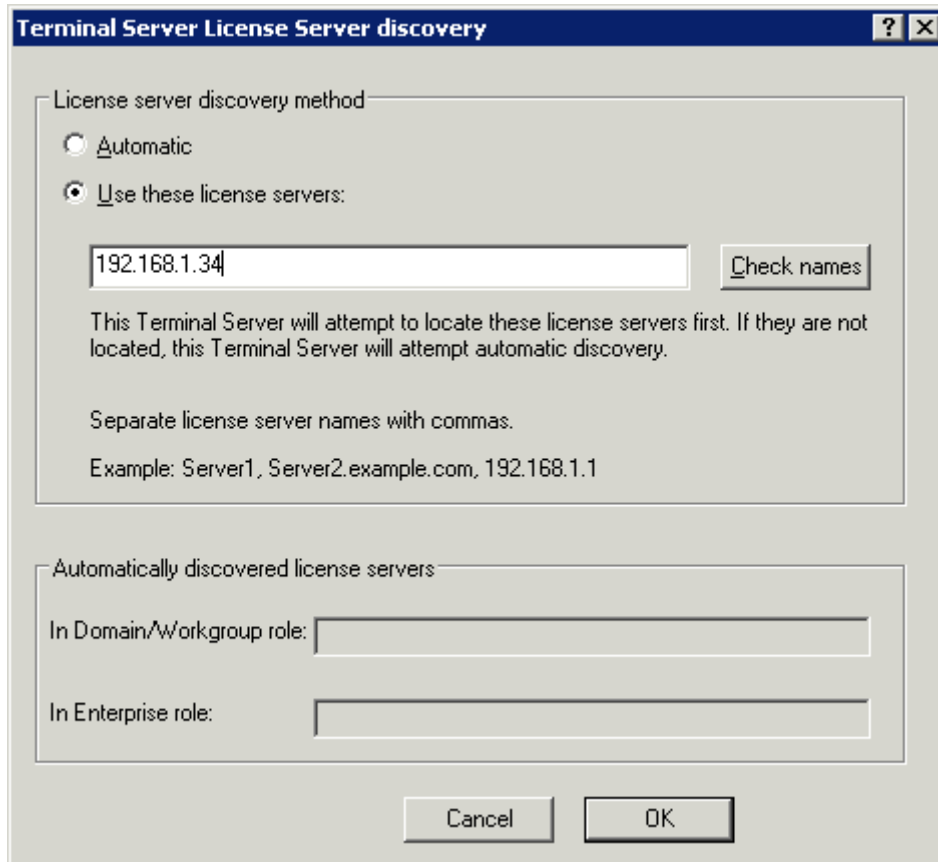 Terminal Server License Server discovery
License server discovery method
Automatic
Use these license servers:
192.168.1.34
Check names
This Terminal Server will attempt to locate these license servers first. If they are not
located, this Terminal Server will attempt automatic discovery.
Separate license server names with commas.
Example: Server1, Server2.example.com, 192.168.1.1
Automatically discovered license servers
In Domain/Workgroup role:
In Enterprise role:
Cancel
OK